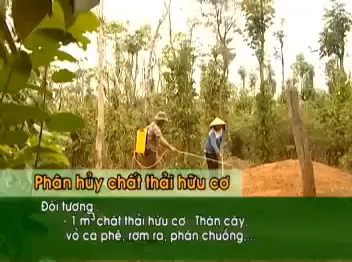 Phân hủy chất thải hữu cơ
Đối tượng
- 1 m³ chất thải hữu cơ : Thân cây,
vỏ cà phê, rơm rạ, phân chuồng,...